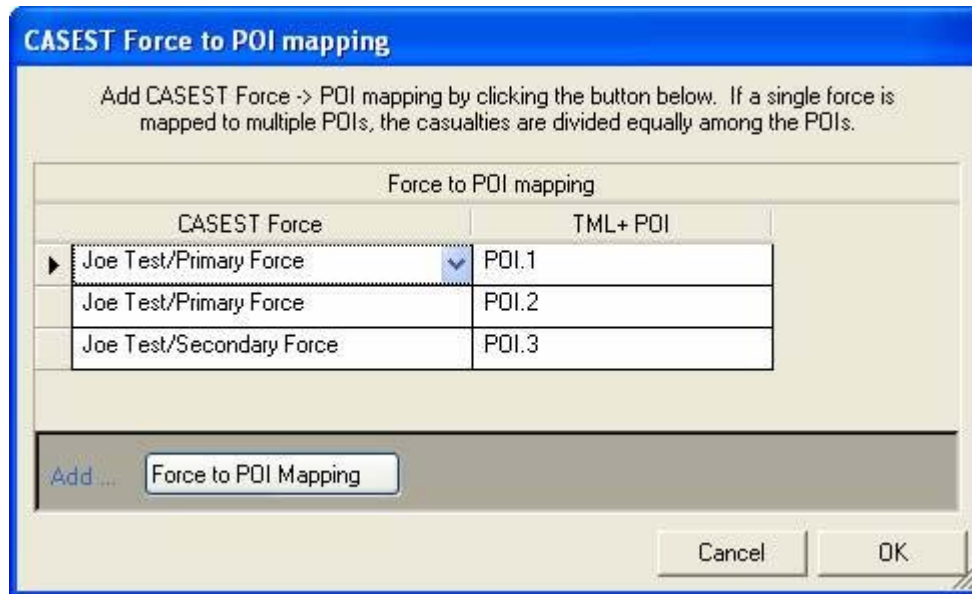 CASEST Force to POI mapping
Add CASEST Force -> POI mapping by clicking the button below. If a single force is
mapped to multiple POIs, the casualties are divided equally among the POIs.
Force to POI mapping
CASEST Force TML+ POI
Joe Test/Primary Force POI.1
Joe Test/Primary Force POI.2
Joe Test/Secondary Force POI.3
Add ... Force to POI Mapping
Cancel OK